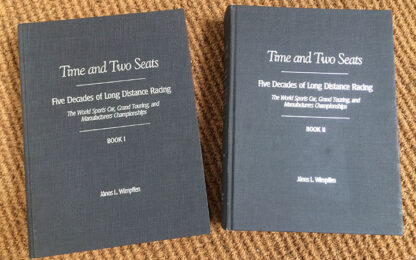 Time and Two Seats
Five Decades of Long Distance Racing
The World Sports Car, Grand Touring, and
Manufacturers Championships
BOOK I
János L. Wimpffen
Time and Two Seats
Five Decades of Long Distance Racing
The World Sports Car, Grand Touring, and
Manufacturers Championships
BOOK II
János L. Wimpffen